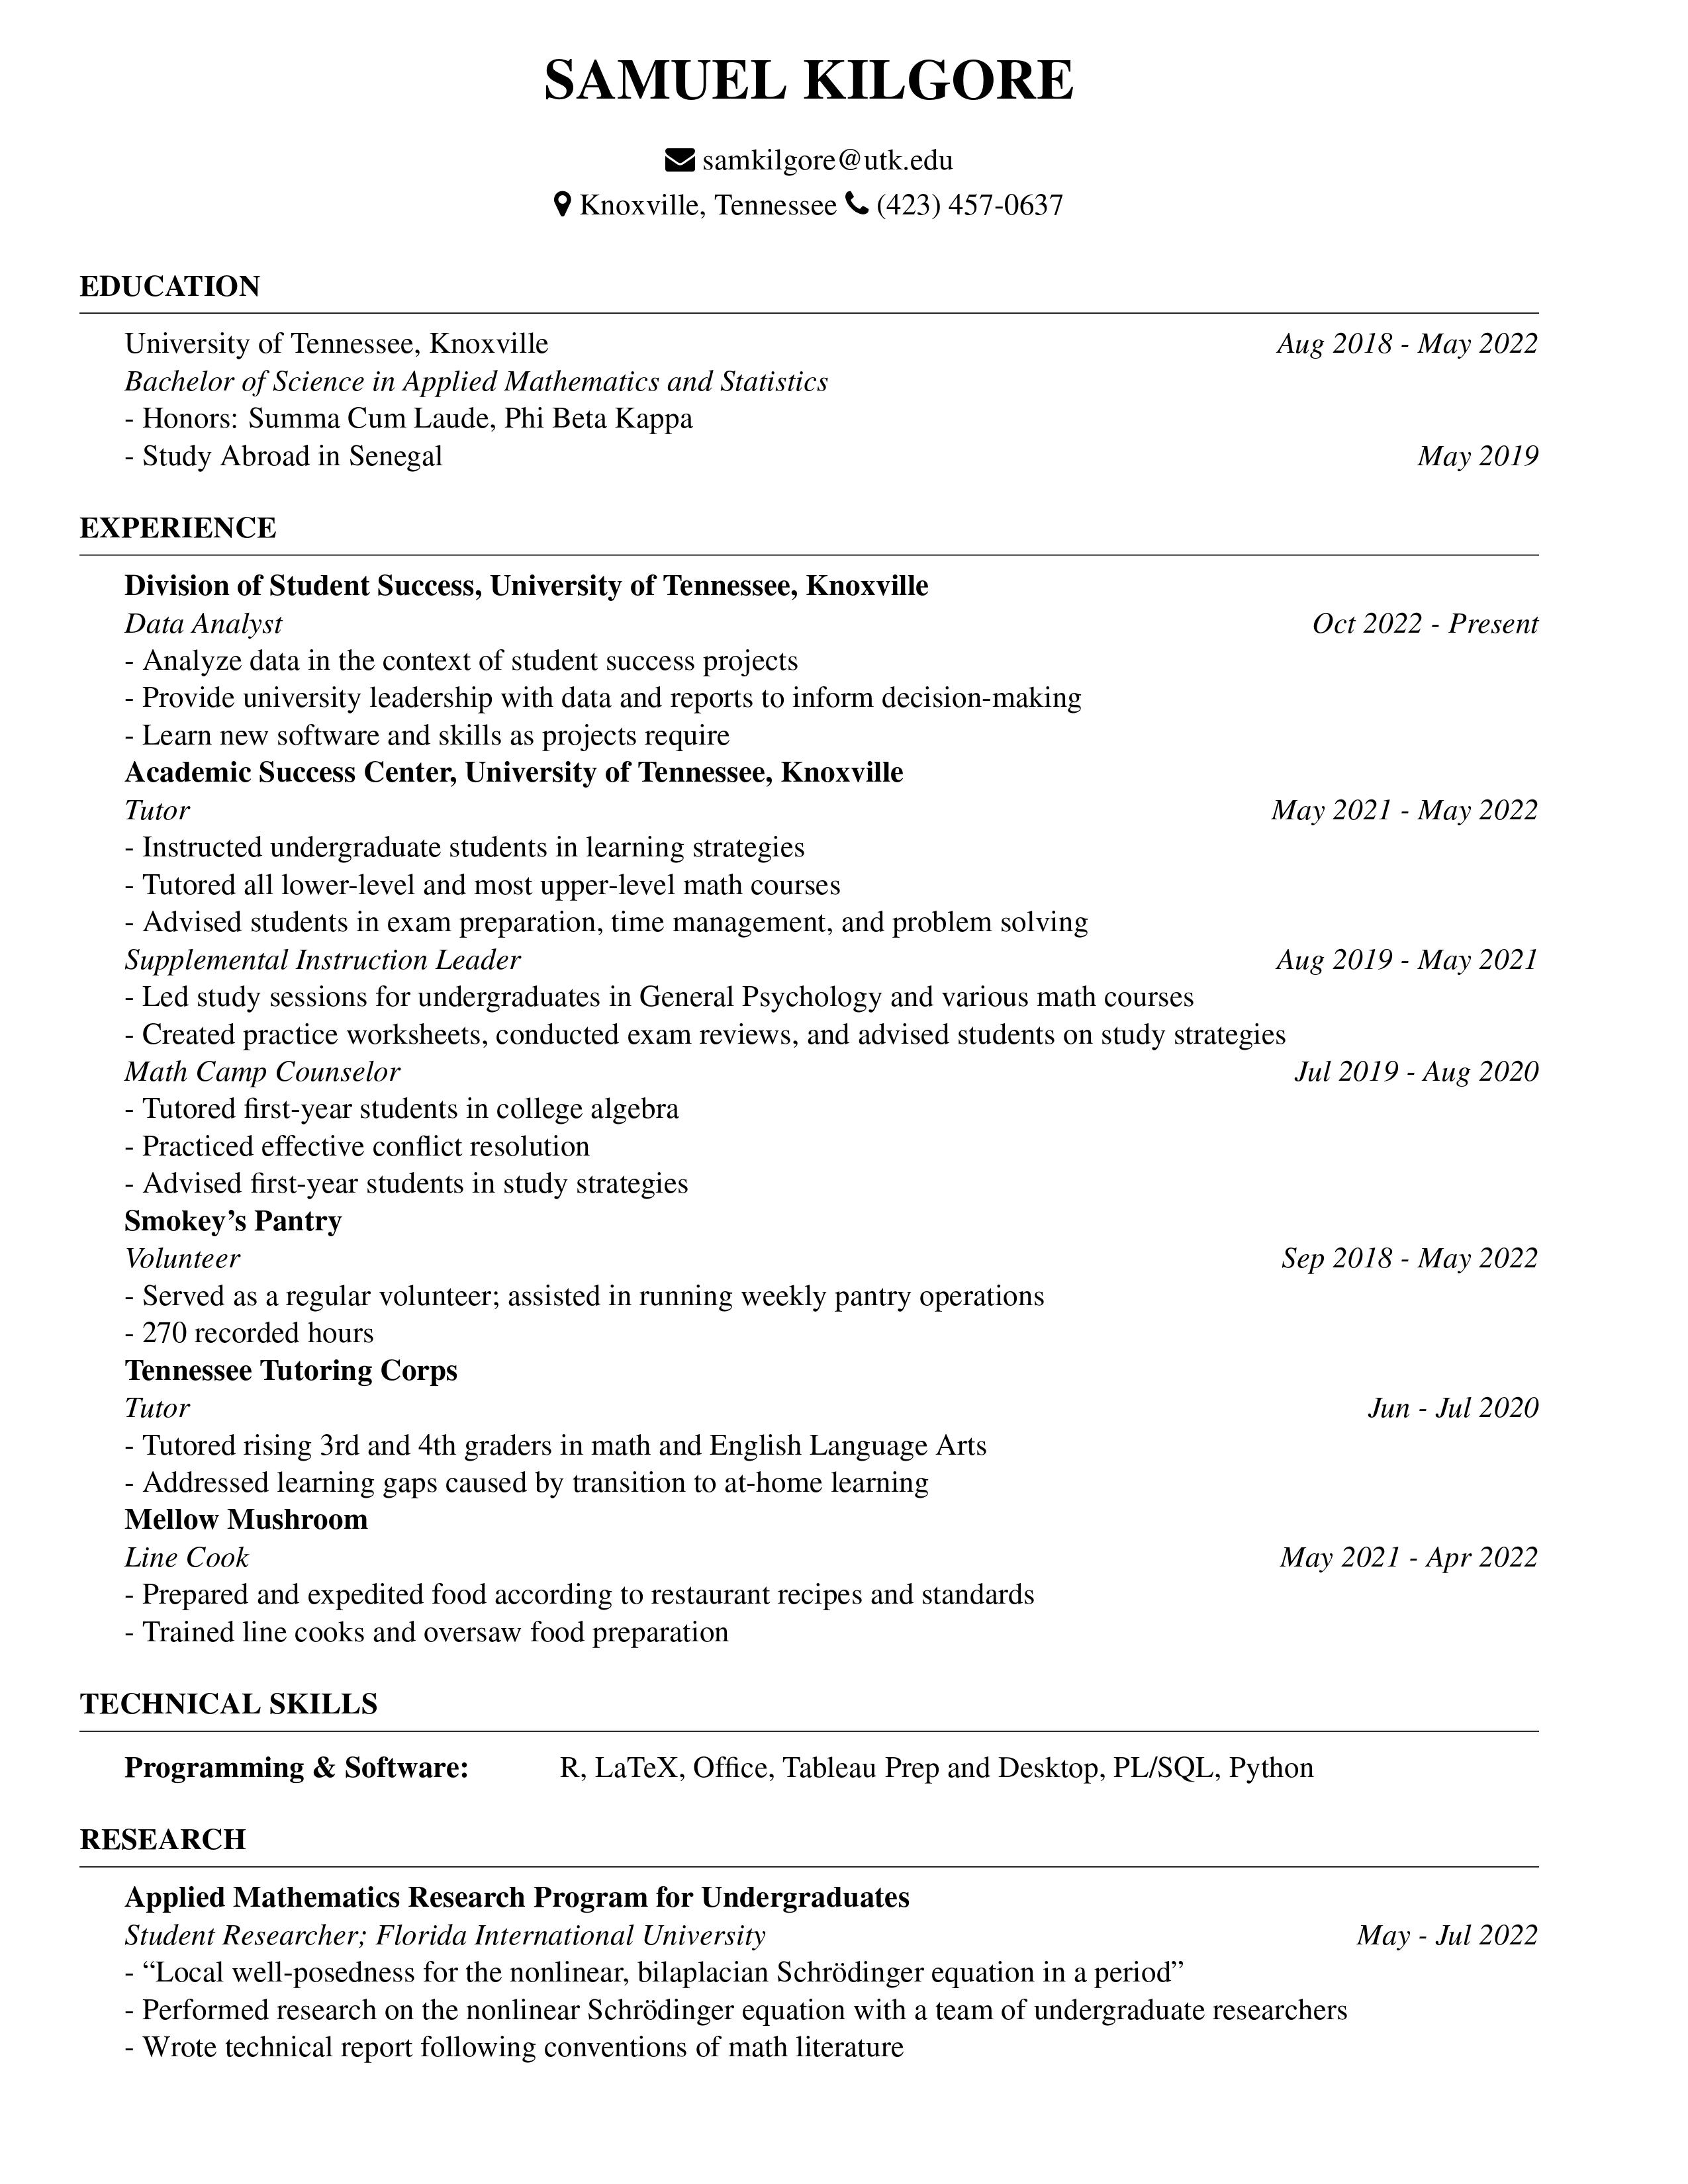 SAMUEL KILGORE
samkilgore@utk.edu
Knoxville, Tennessee (423) 457-0637
EDUCATION
University of Tennessee, Knoxville Aug 2018 - May 2022
Bachelor of Science in Applied Mathematics and Statistics
- Honors: Summa Cum Laude, Phi Beta Kappa
- Study Abroad in Senegal May 2019
EXPERIENCE
Division of Student Success, University of Tennessee, Knoxville
Data Analyst Oct 2022 - Present
- Analyze data in the context of student success projects
- Provide university leadership with data and reports to inform decision-making
- Learn new software and skills as projects require
Academic Success Center, University of Tennessee, Knoxville
Tutor May 2021 - May 2022
- Instructed undergraduate students in learning strategies
- Tutored all lower-level and most upper-level math courses
- Advised students in exam preparation, time management, and problem solving
Supplemental Instruction Leader Aug 2019 - May 2021
- Led study sessions for undergraduates in General Psychology and various math courses
- Created practice worksheets, conducted exam reviews, and advised students on study strategies
Math Camp Counselor Jul 2019 - Aug 2020
- Tutored first-year students in college algebra
- Practiced effective conflict resolution
- Advised first-year students in study strategies
Smokey’s Pantry
Volunteer Sep 2018 - May 2022
- Served as a regular volunteer; assisted in running weekly pantry operations
- 270 recorded hours
Tennessee Tutoring Corps
Tutor Jun - Jul 2020
- Tutored rising 3rd and 4th graders in math and English Language Arts
- Addressed learning gaps caused by transition to at-home learning
Mellow Mushroom
Line Cook May 2021 - Apr 2022
- Prepared and expedited food according to restaurant recipes and standards
- Trained line cooks and oversaw food preparation
TECHNICAL SKILLS
Programming & Software: R, LaTeX, Office, Tableau Prep and Desktop, PL/SQL, Python
RESEARCH
Applied Mathematics Research Program for Undergraduates
Student Researcher; Florida International University May - Jul 2022
- “Local well-posedness for the nonlinear, bilaplacian Schrödinger equation in a period”
- Performed research on the nonlinear Schrödinger equation with a team of undergraduate researchers
- Wrote technical report following conventions of math literature